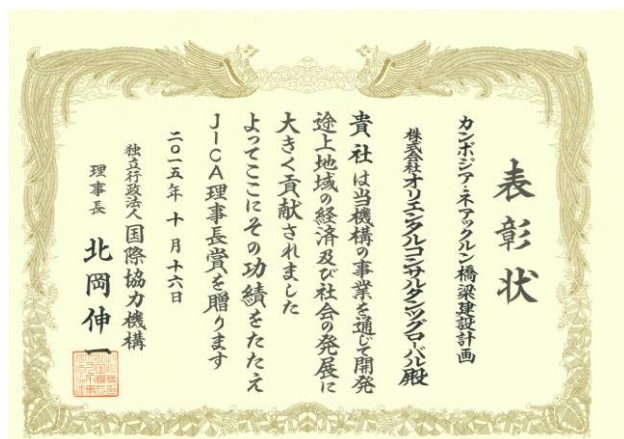 表彰状
カンボジア・ネアックルン橋梁建設計画
株式会社オリエンタルコンサルタンツグローバル殿
貴社は当機構の事業を通じて開発
途上地域の経済及び社会の発展に
大きく貢献されました
よってここにその功績をたたえ
JICA理事長賞を贈ります
二〇一五年十月十六日
独立行政法人国際協力機構
理事長 北岡伸一